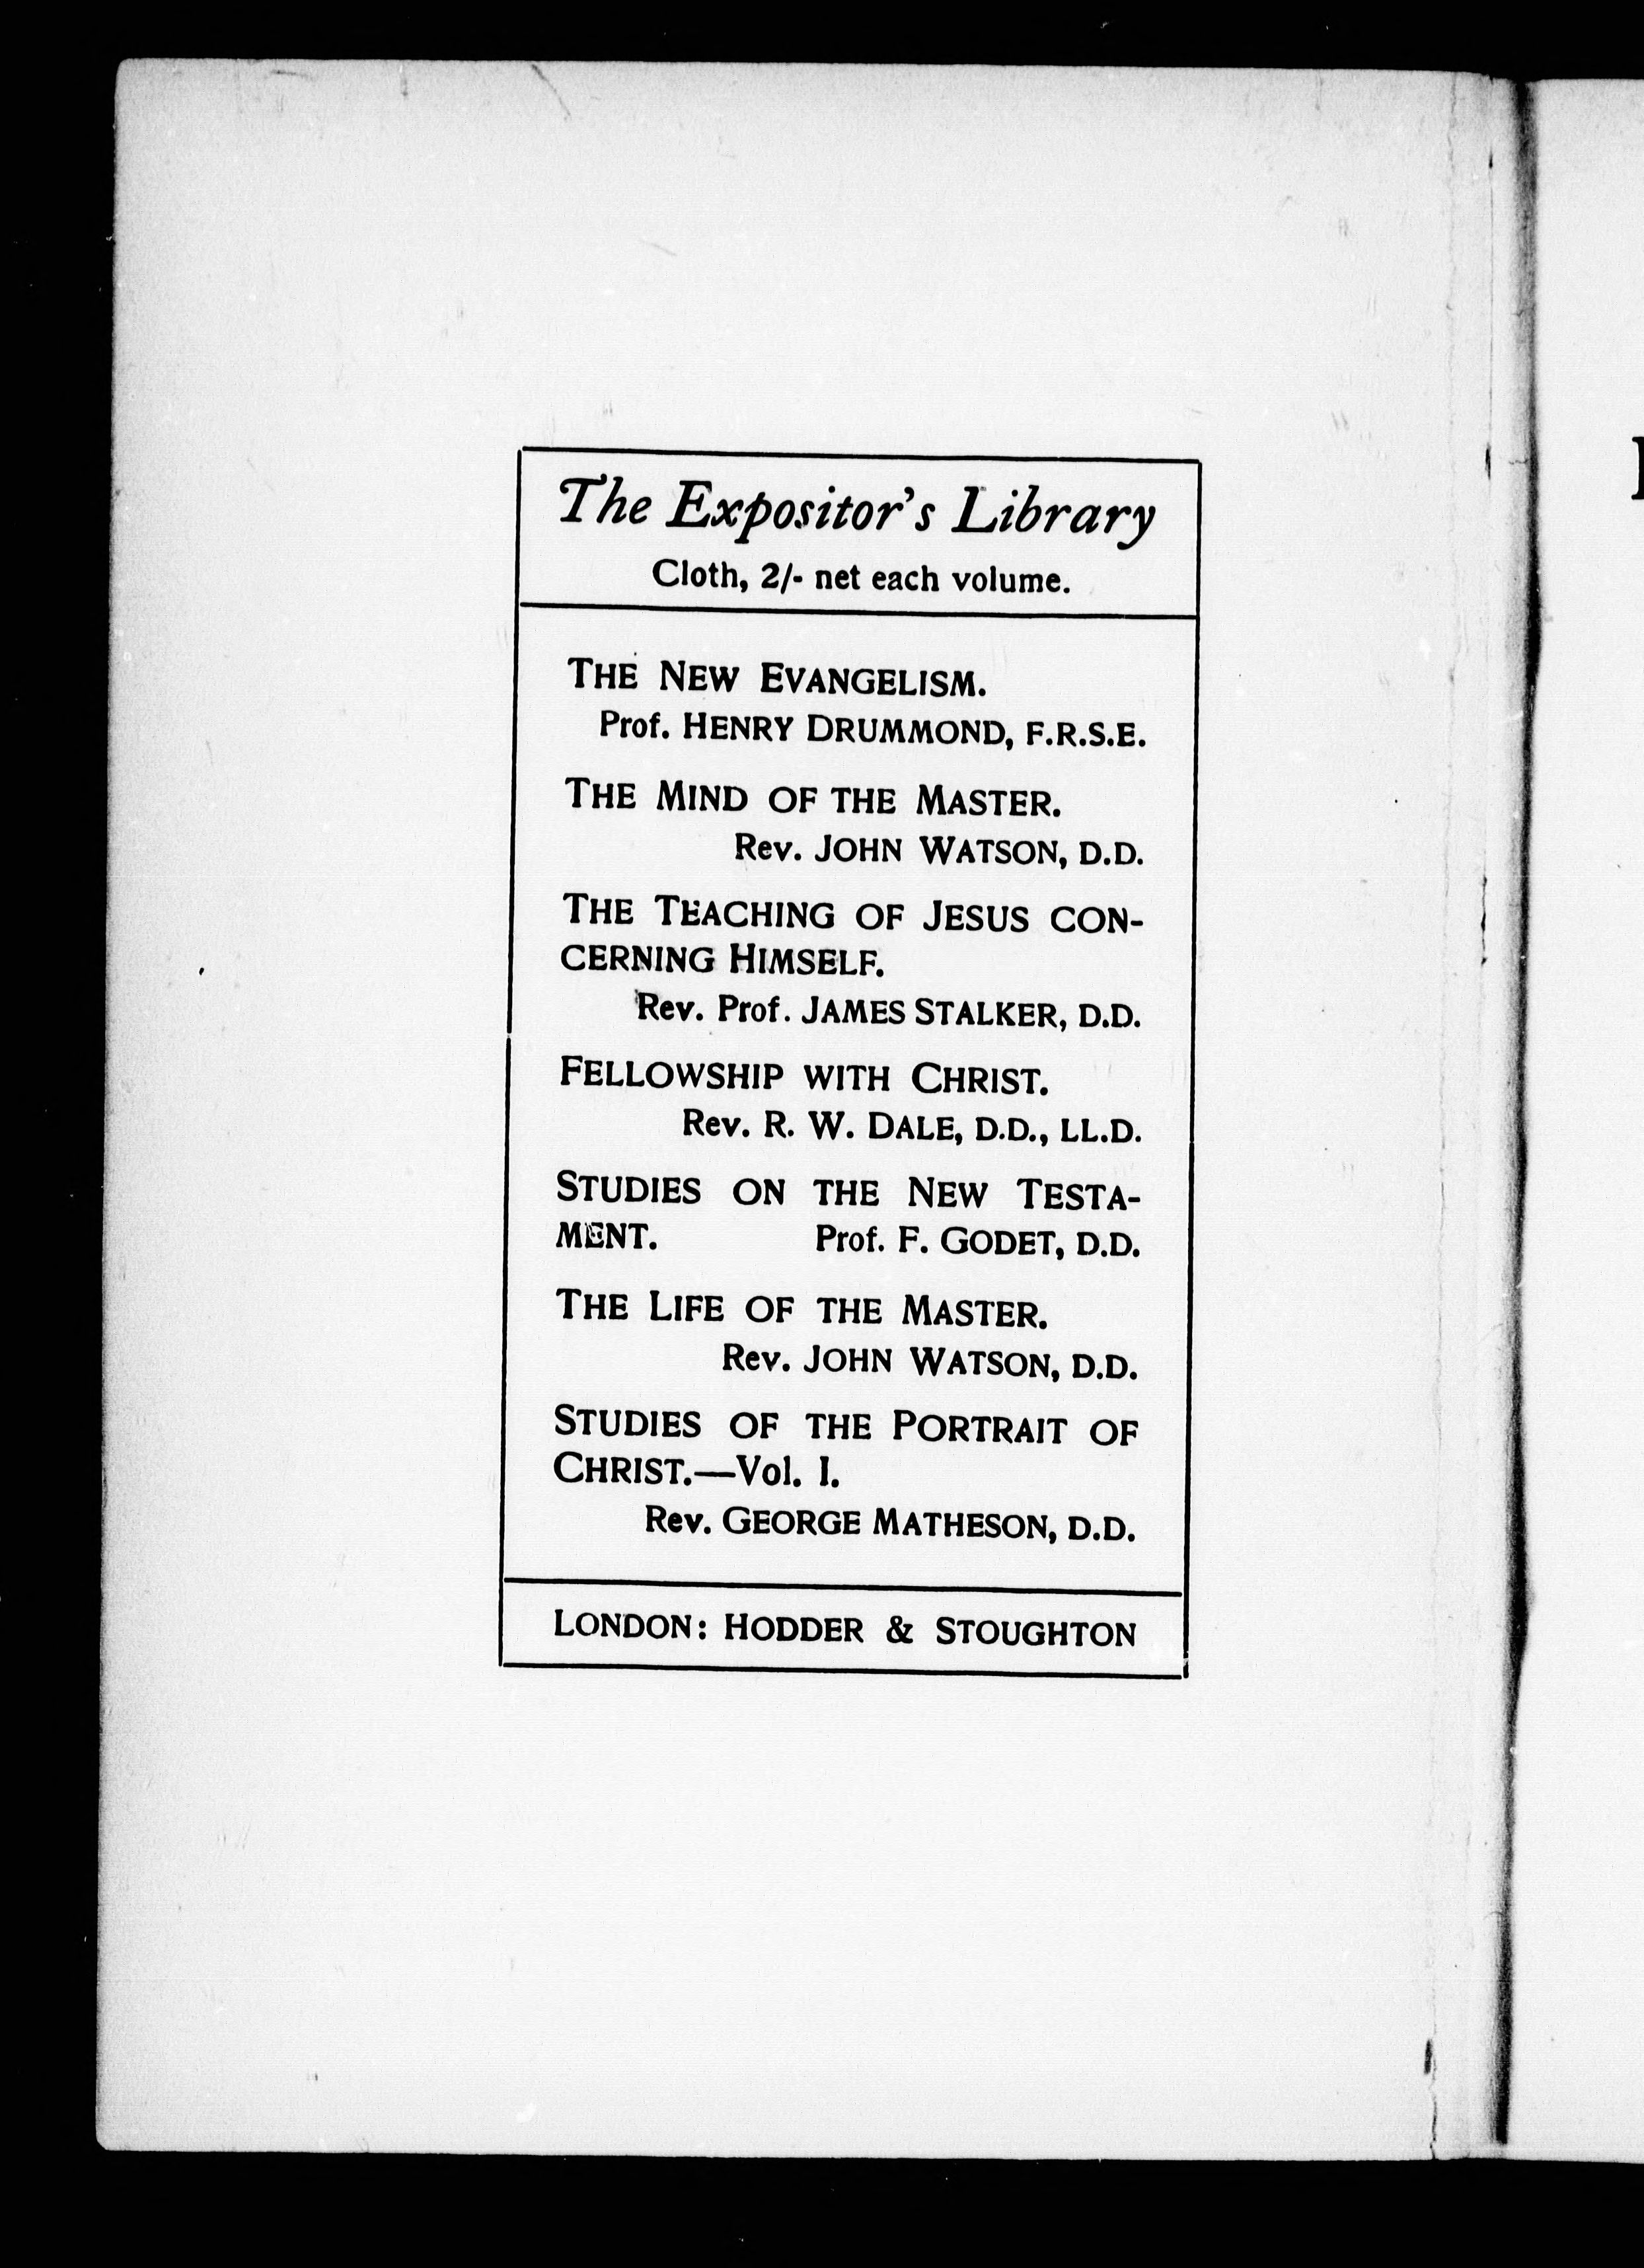 The Expositor's Library
Cloth, 2/- net each volume.
THE NEW EVANGELISM.
Prof. HENRY DRUMMOND, F.R.S.E.
THE MIND OF THE MASTER.
Rev. JOHN WATSON, D.D.
THE TEACHING OF JESUS CON-
CERNING HIMSELF.
Rev. Prof. JAMES STALKER, D.D.
FELLOWSHIP WITH CHRIST.
Rev. R. W. DALE, D.D., LL.D.
STUDIES ON THE NEW TESTA-
MENT. Prof. F. GODET, D.D.
THE LIFE OF THE MASTER.
Rev. JOHN WATSON, D.D.
STUDIES OF THE PORTRAIT OF
CHRIST.—Vol. I.
Rev. GEORGE MATHESON, D.D.
LONDON: HODDER & STOUGHTON